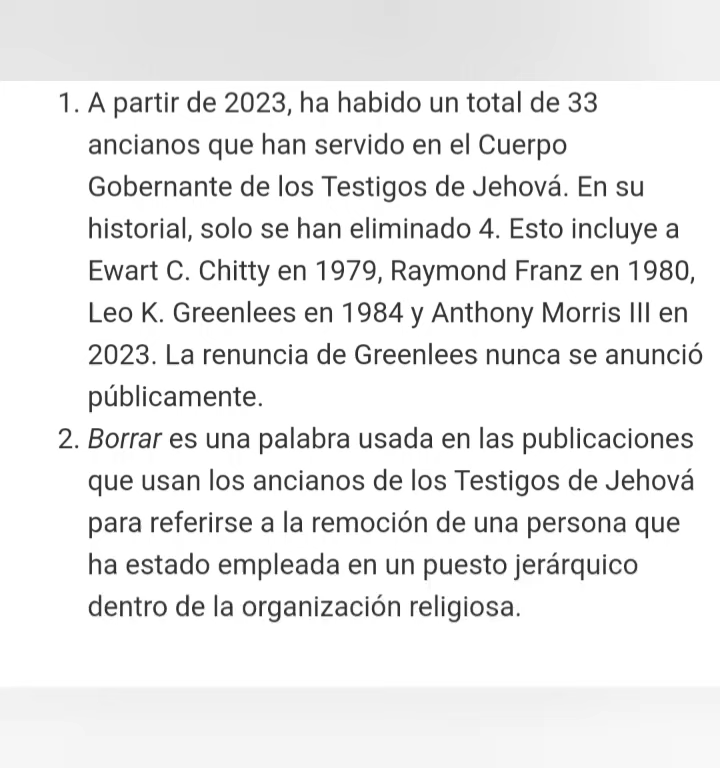 1. A partir de 2023, ha habido un total de 33
ancianos que han servido en el Cuerpo
Gobernante de los Testigos de Jehová. En su
historial, solo se han eliminado 4. Esto incluye a
Ewart C. Chitty en 1979, Raymond Franz en 1980,
Leo K. Greenlees en 1984 y Anthony Morris III en
2023. La renuncia de Greenlees nunca se anunció
públicamente.
2. Borrar es una palabra usada en las publicaciones
que usan los ancianos de los Testigos de Jehová
para referirse a la remoción de una persona que
ha estado empleada en un puesto jerárquico
dentro de la organización religiosa.